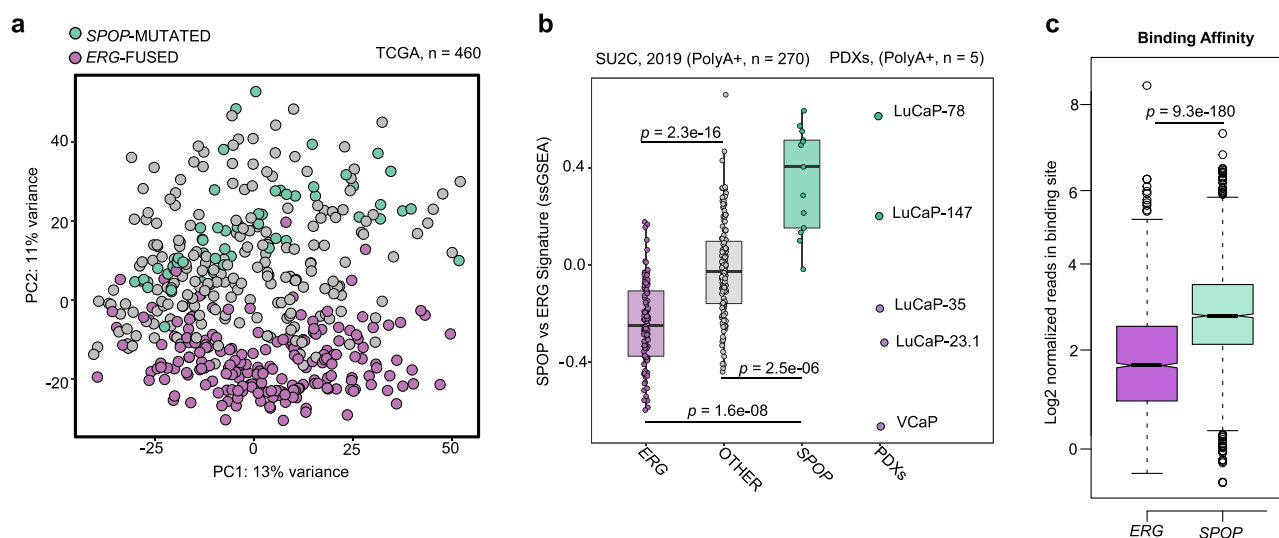 a
SPOP-MUTATED
ERG-FUSED
TCGA, n = 460
PC2: 11% variance
40
20
0
-20
-25
0
25
50
PC1: 13% variance
b
SU2C, 2019 (PolyA+, n = 270)
PDXs, (PolyA+, n = 5)
SPOP vs ERG Signature (ssGSEA)
0.4
0.0
-0.4
p = 2.3e-16
p = 2.5e-06
p = 1.6e-08
LuCaP-78
LuCaP-147
LuCaP-35
LuCaP-23.1
VCaP
ERG
OTHER
SPOP
PDXs
c
Binding Affinity
Log2 normalized reads in binding site
8
6
4
2
0
p = 9.3e-180
ERG
SPOP